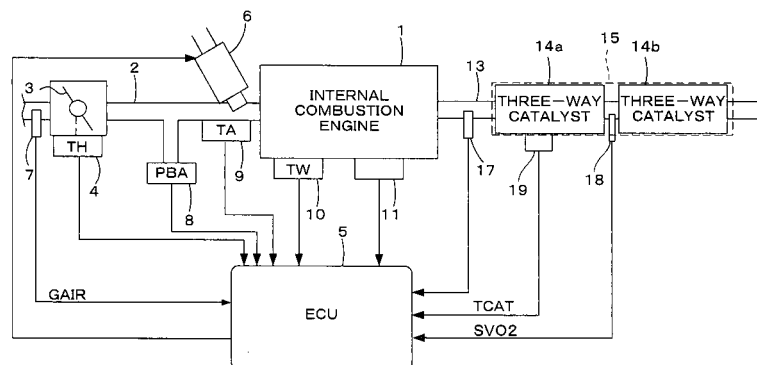 1
2
3
4
5
6
7
8
9
10
11
13
14a
15
14b
17
18
19
INTERNAL
COMBUSTION
ENGINE
THREE-WAY
CATALYST
THREE-WAY
CATALYST
TH
PBA
TA
TW
ECU
GAIR
TCAT
SVO2